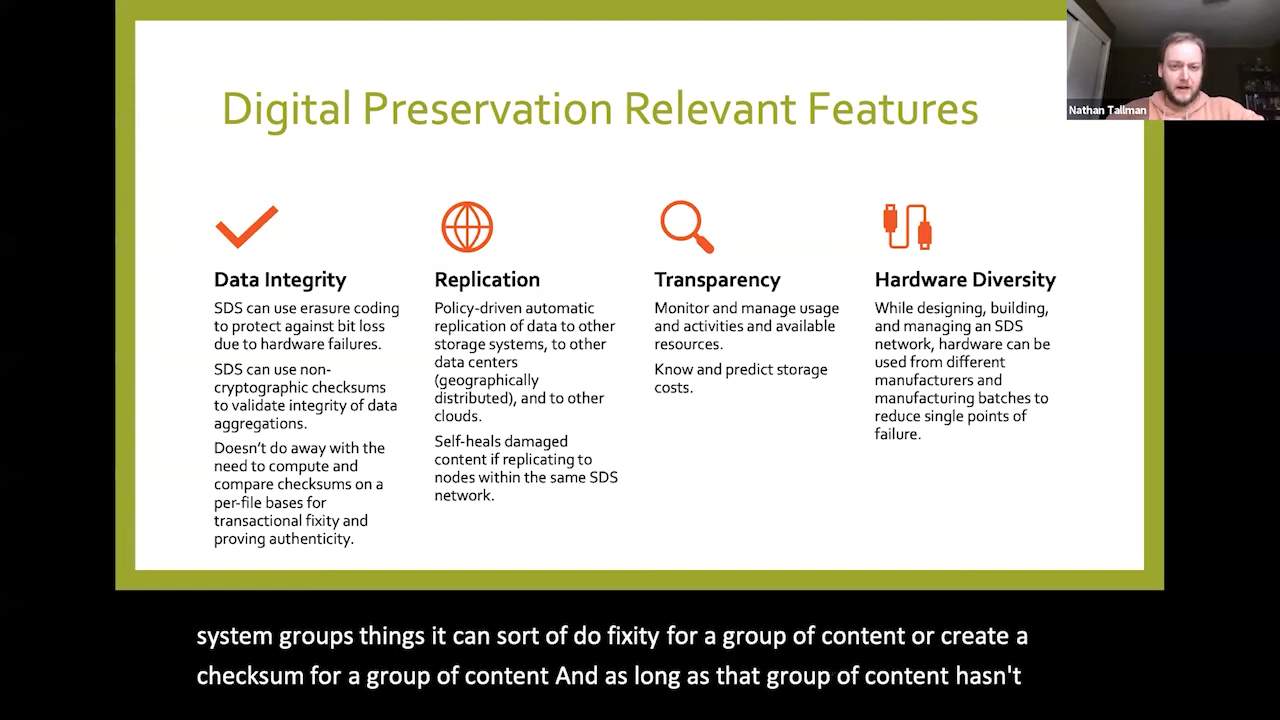 Digital Preservation Relevant Features
Nathan Tallman
Data Integrity
SDS can use erasure coding
to protect against bit loss
due to hardware failures.
SDS can use non-
cryptographic checksums
to validate integrity of data
aggregations.
Doesn't do away with the
need to compute and
compare checksums on a
per-file bases for
transactional fixity and
proving authenticity.
Replication
Policy-driven automatic
replication of data to other
storage systems, to other
data centers
(geographically
distributed), and to other
clouds.
Self-heals damaged
content if replicating to
nodes within the same SDS
network.
Transparency
Monitor and manage usage
and activities and available
resources.
Know and predict storage
costs.
Hardware Diversity
While designing, building,
and managing an SDS
network, hardware can be
used from different
manufacturers and
manufacturing batches to
reduce single points of
failure.
system groups things it can sort of do fixity for a group of content or create a
checksum for a group of content And as long as that group of content hasn't